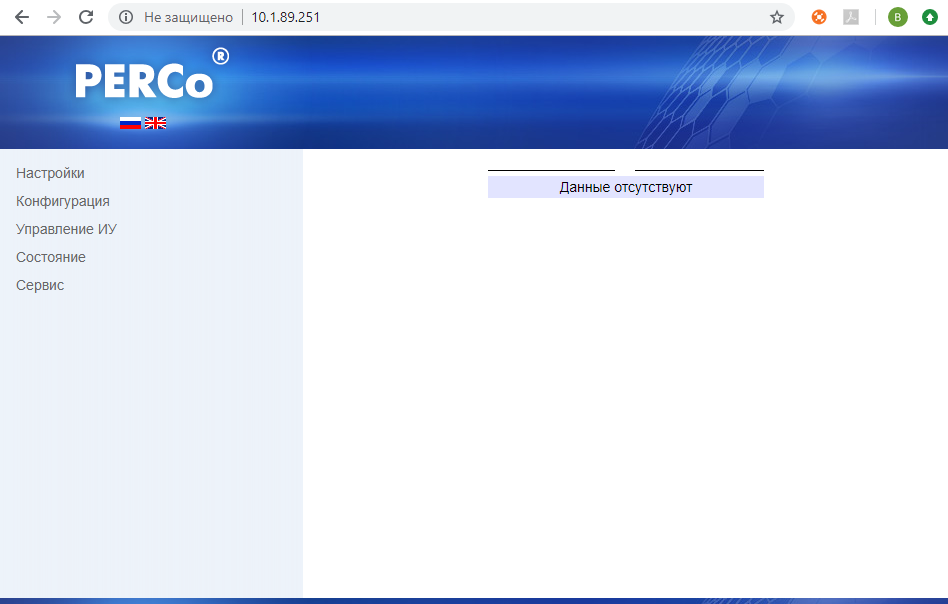 Не защищено 10.1.89.251
B
PERCo®
Настройки
Конфигурация
Управление ИУ
Состояние
Сервис
Данные отсутствуют